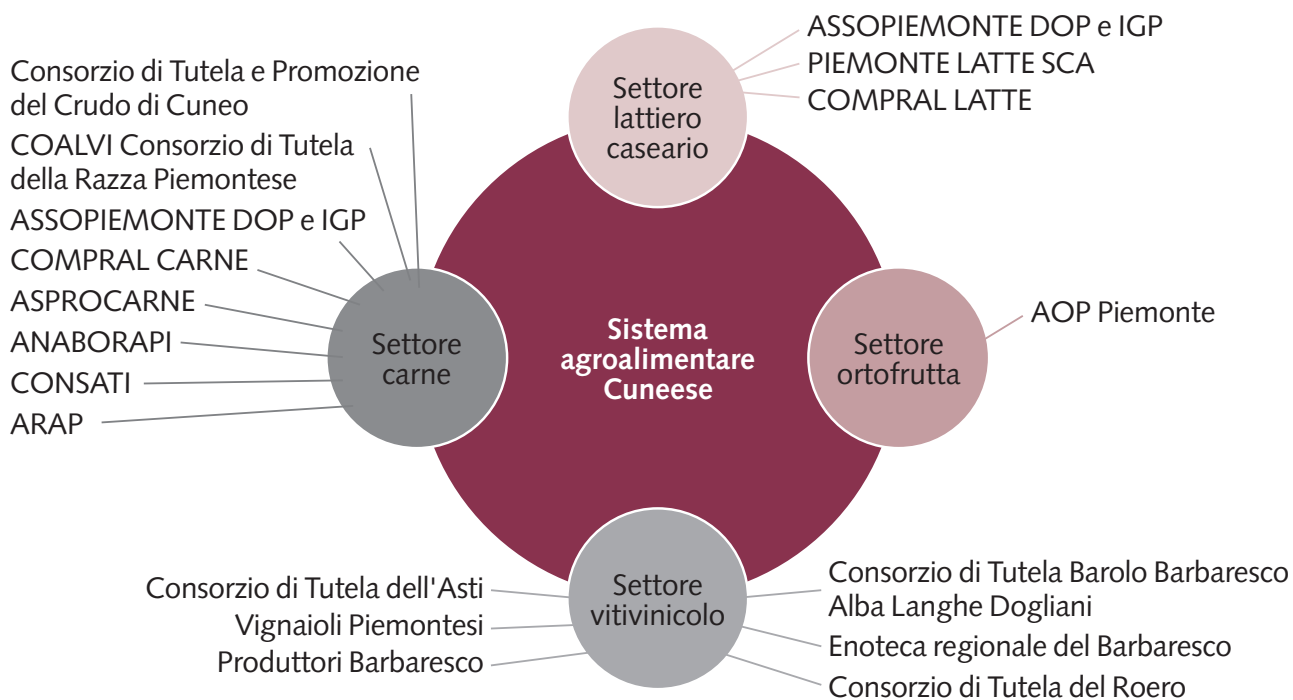 ASSOPIEMONTE DOP e IGP
PIEMONTE LATTE SCA
COMPRAL LATTE
Settore
lattiero
caseario
Consorzio di Tutela e Promozione
del Crudo di Cuneo
COALVI Consorzio di Tutela
della Razza Piemontese
ASSOPIEMONTE DOP e IGP
COMPRAL CARNE
ASPROCARNE
ANABORAPI
CONSATI
ARAP
Settore
carne
Sistema
agroalimentare
Cuneese
Settore
ortofrutta
AOP Piemonte
Consorzio di Tutela dell'Asti
Vignaioli Piemontesi
Produttori Barbaresco
Settore
vitivinicolo
Consorzio di Tutela Barolo Barbaresco
Alba Langhe Dogliani
Enoteca regionale del Barbaresco
Consorzio di Tutela del Roero